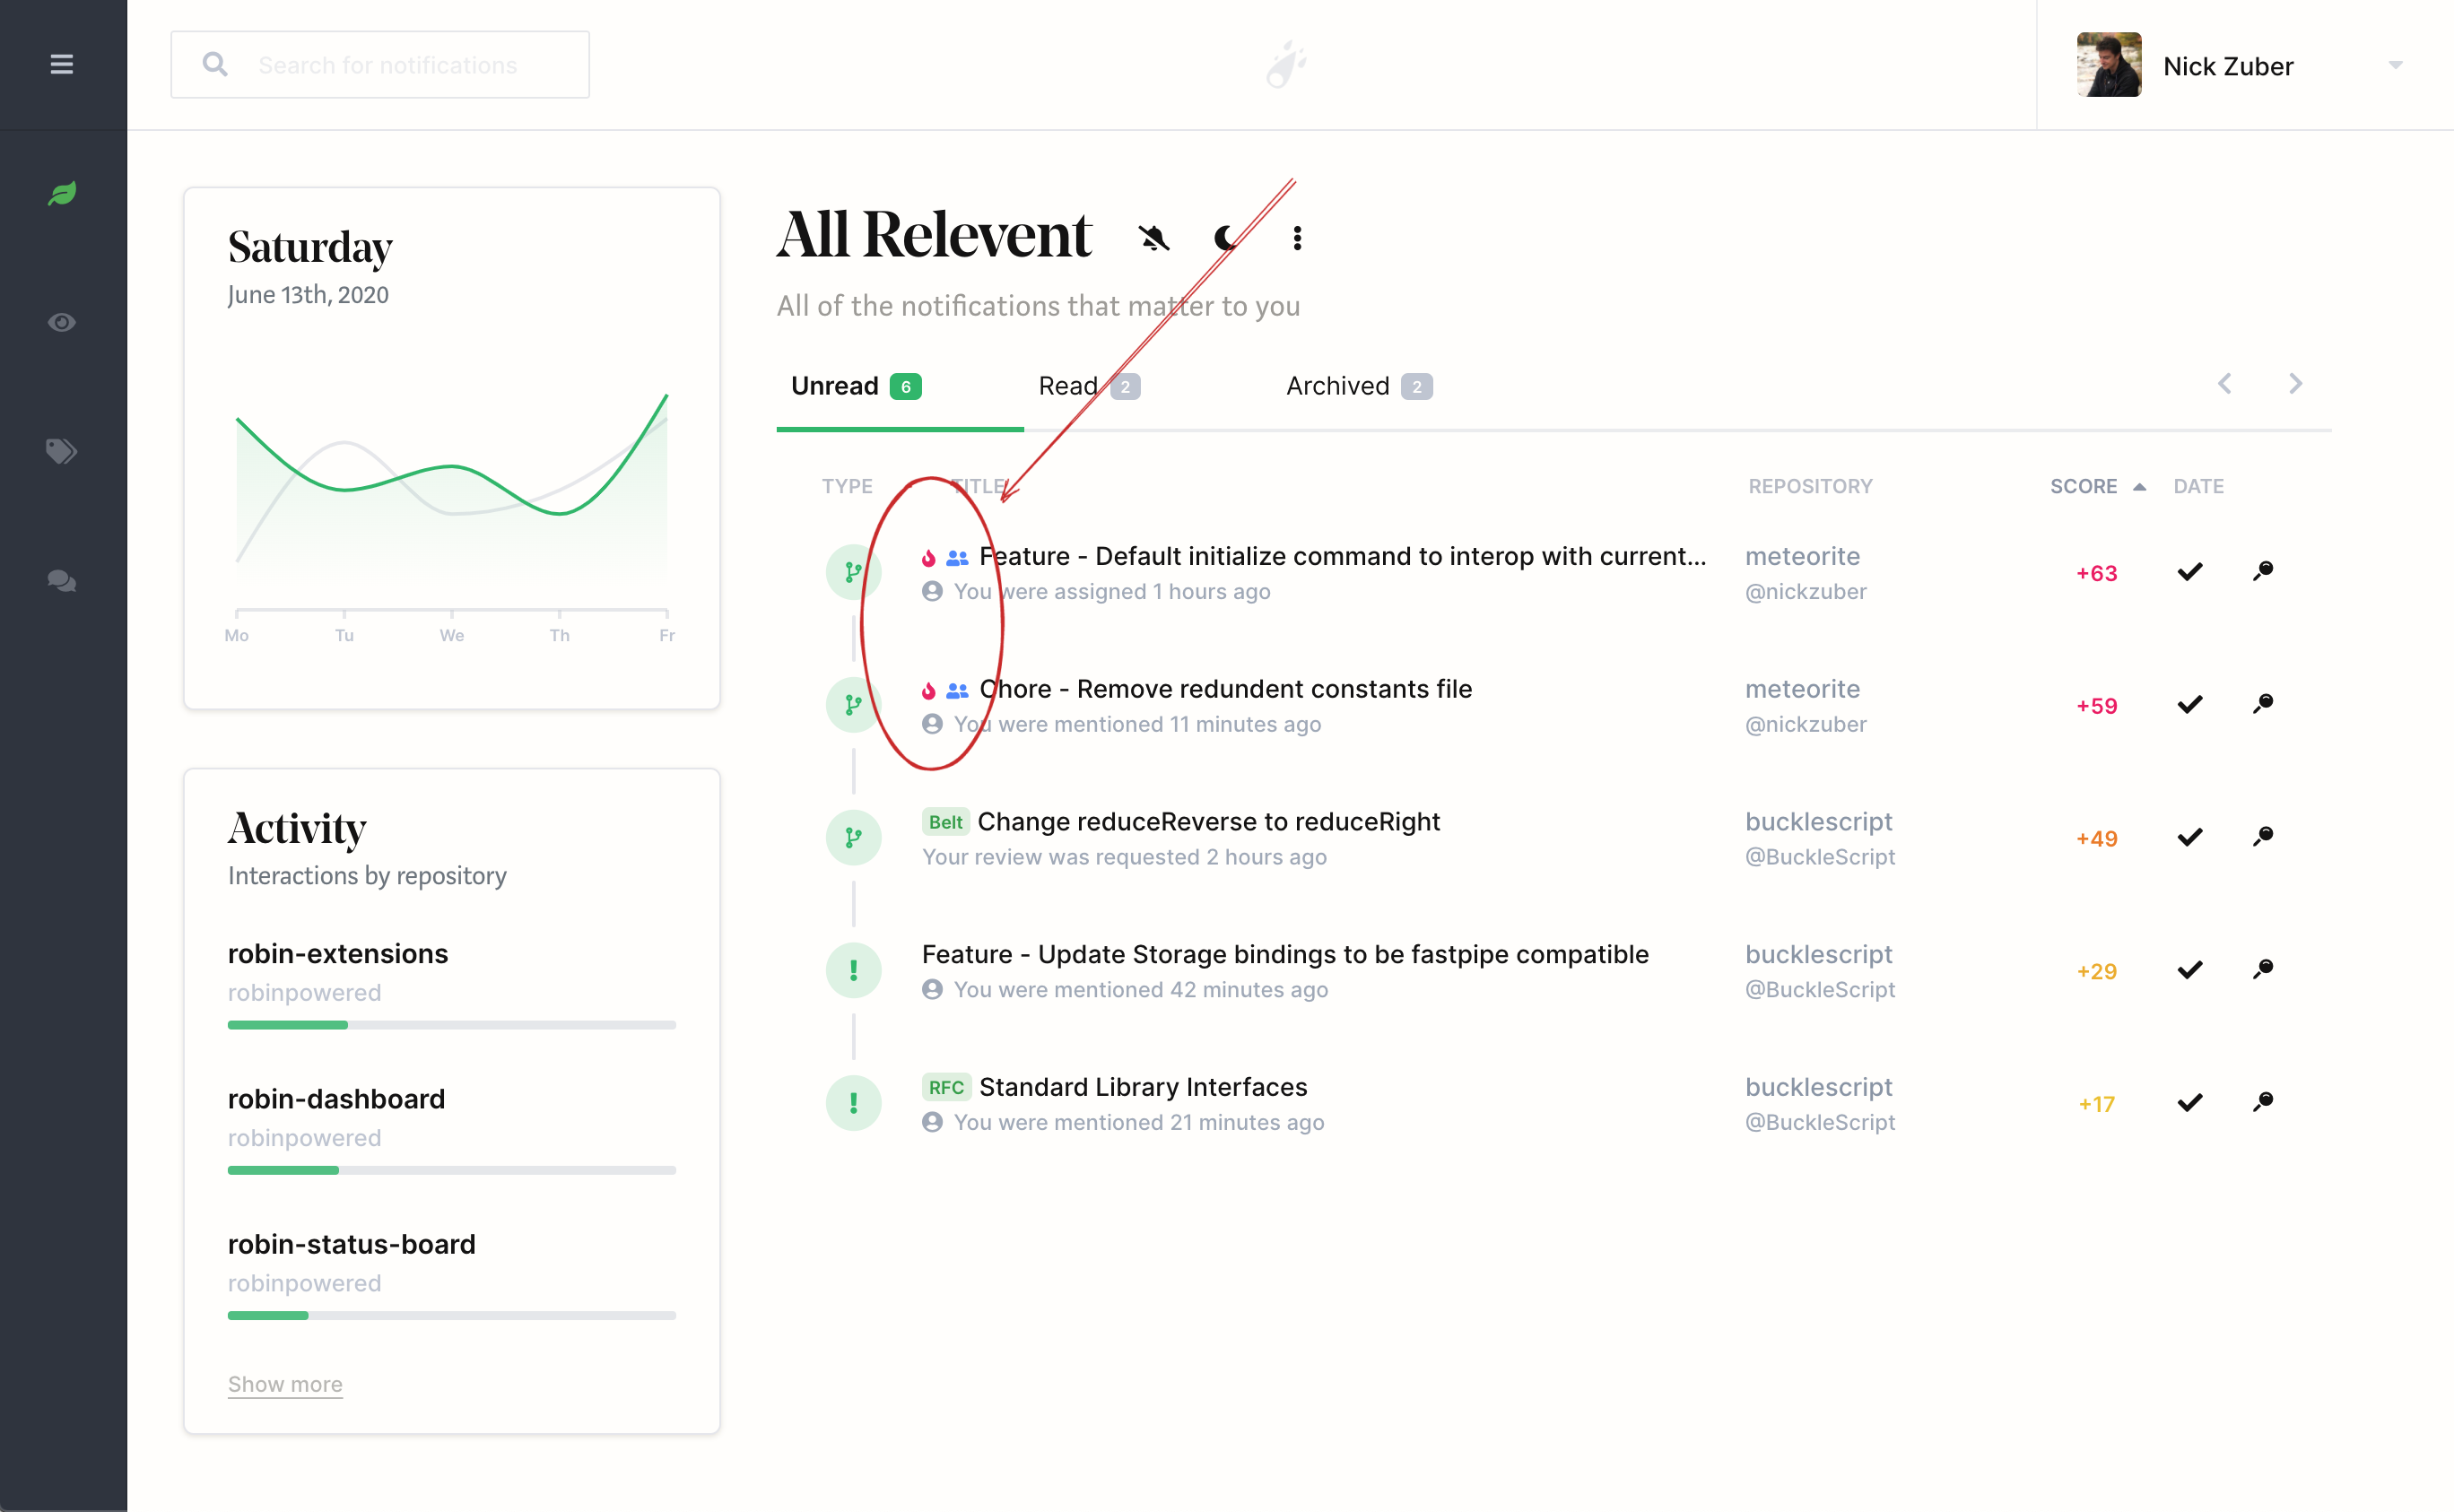 Search for notifications
Nick Zuber
Saturday
June 13th, 2020
Mo Tu We Th Fr
Activity
Interactions by repository
robin-extensions
robinpowered
robin-dashboard
robinpowered
robin-status-board
robinpowered
Show more
All Relevent
All of the notifications that matter to you
Unread 6 Read 2 Archived 2
TYPE TITLE REPOSITORY SCORE DATE
Feature - Default initialize command to interop with current... meteorite
You were assigned 1 hours ago @nickzuber
+63
Chore - Remove redundent constants file meteorite
You were mentioned 11 minutes ago @nickzuber
+59
Belt Change reduceReverse to reduceRight bucklescript
Your review was requested 2 hours ago @BuckleScript
+49
Feature - Update Storage bindings to be fastpipe compatible bucklescript
You were mentioned 42 minutes ago @BuckleScript
+29
RFC Standard Library Interfaces bucklescript
You were mentioned 21 minutes ago @BuckleScript
+17